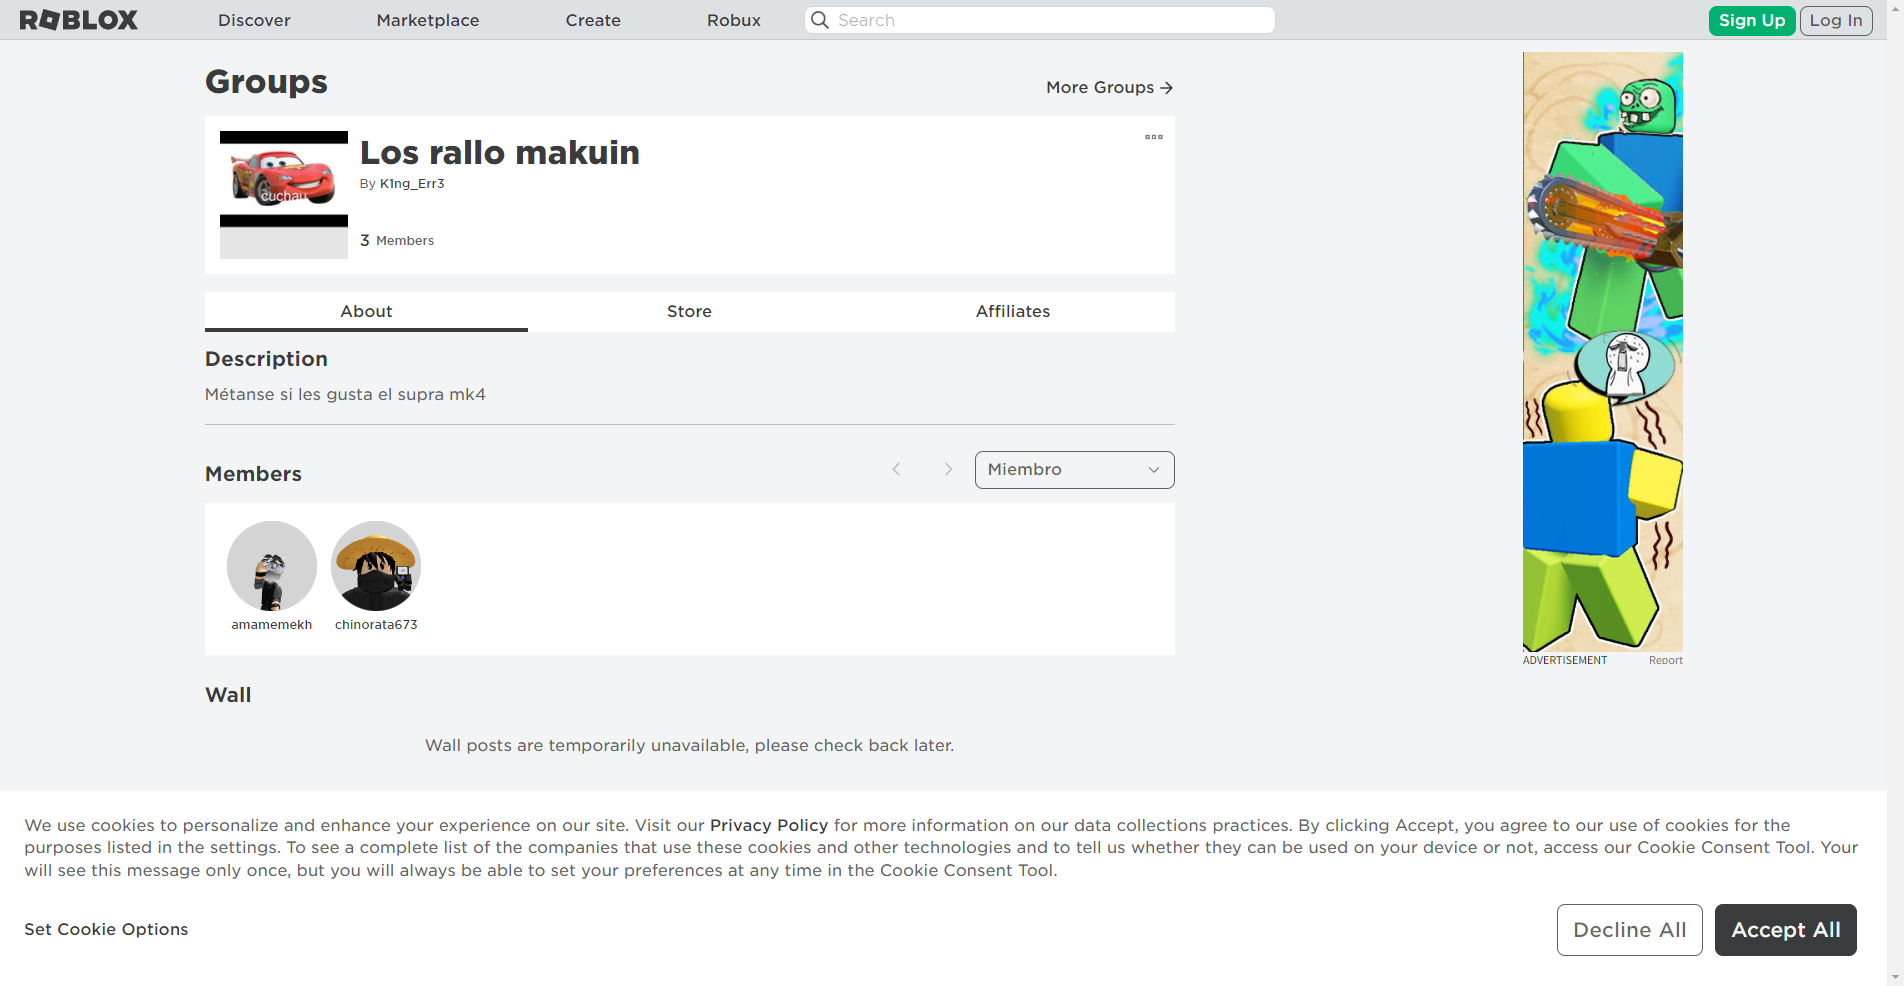 ROBLOX
Discover
Marketplace
Create
Robux
Search
Sign Up
Log In
Groups
More Groups
cuchau
Los rallo makuin
By K1ng_Err3
3 Members
About
Store
Affiliates
Description
Métanse si les gusta el supra mk4
Members
Miembro
amamemekh
chinorata673
Wall
Wall posts are temporarily unavailable, please check back later.
ADVERTISEMENT
Report
We use cookies to personalize and enhance your experience on our site. Visit our Privacy Policy for more information on our data collections practices. By clicking Accept, you agree to our use of cookies for the
purposes listed in the settings. To see a complete list of the companies that use these cookies and other technologies and to tell us whether they can be used on your device or not, access our Cookie Consent Tool. Your
will see this message only once, but you will always be able to set your preferences at any time in the Cookie Consent Tool.
Set Cookie Options
Decline All
Accept All